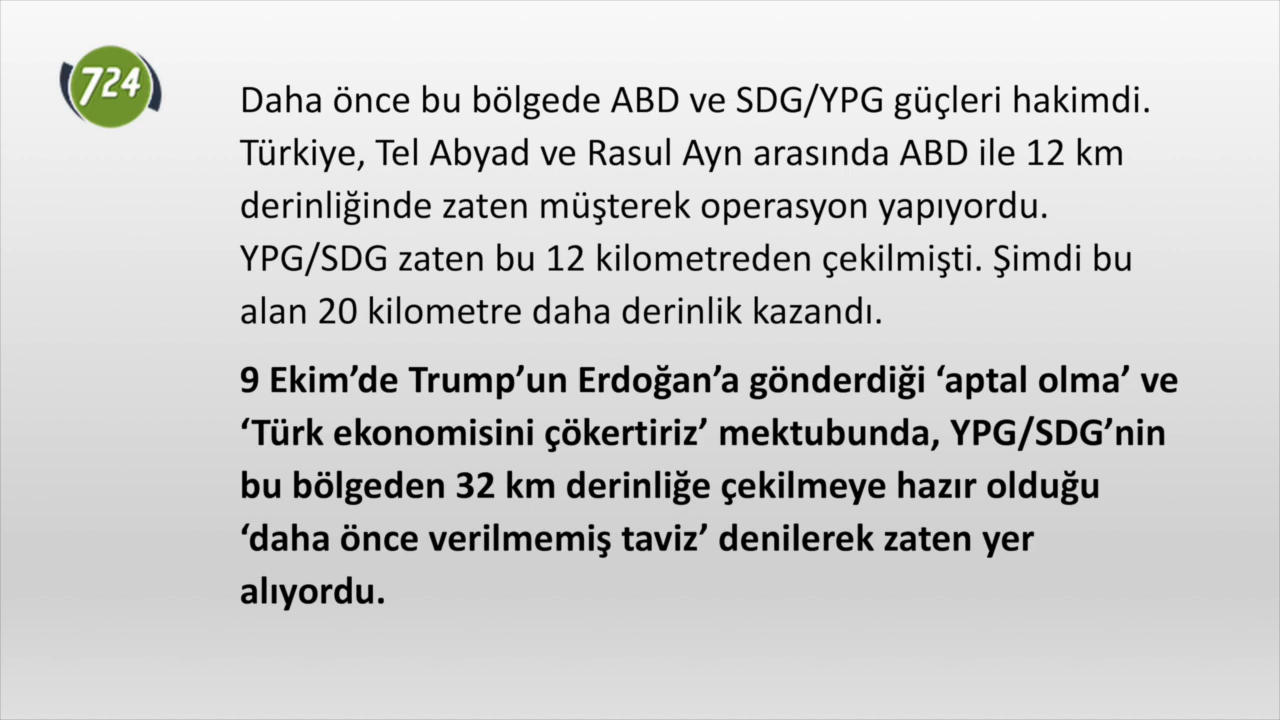 724
Daha önce bu bölgede ABD ve SDG/YPG güçleri hakimdi.
Türkiye, Tel Abyad ve Rasul Ayn arasında ABD ile 12 km
derinliğinde zaten müşterek operasyon yapıyordu.
YPG/SDG zaten bu 12 kilometreden çekilmişti. Şimdi bu
alan 20 kilometre daha derinlik kazandı.
9 Ekim’de Trump’un Erdoğan’a gönderdiği ‘aptal olma’ ve
‘Türk ekonomisini çökertiriz’ mektubunda, YPG/SDG’nin
bu bölgeden 32 km derinliğe çekilmeye hazır olduğu
‘daha önce verilmemiş taviz’ denilerek zaten yer
alıyordu.